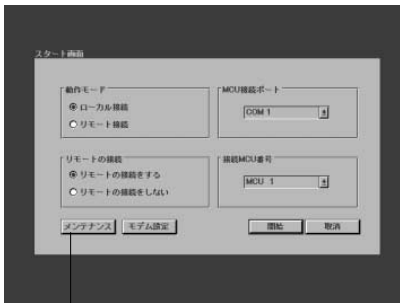 スタート画面
動作モード
ローカル接続
リモート接続
MCU接続ポート
COM 1
リモートの接続
リモートの接続をする
リモートの接続をしない
接続MCU番号
MCU 1
メンテナンス
モデム設定
開始
取消